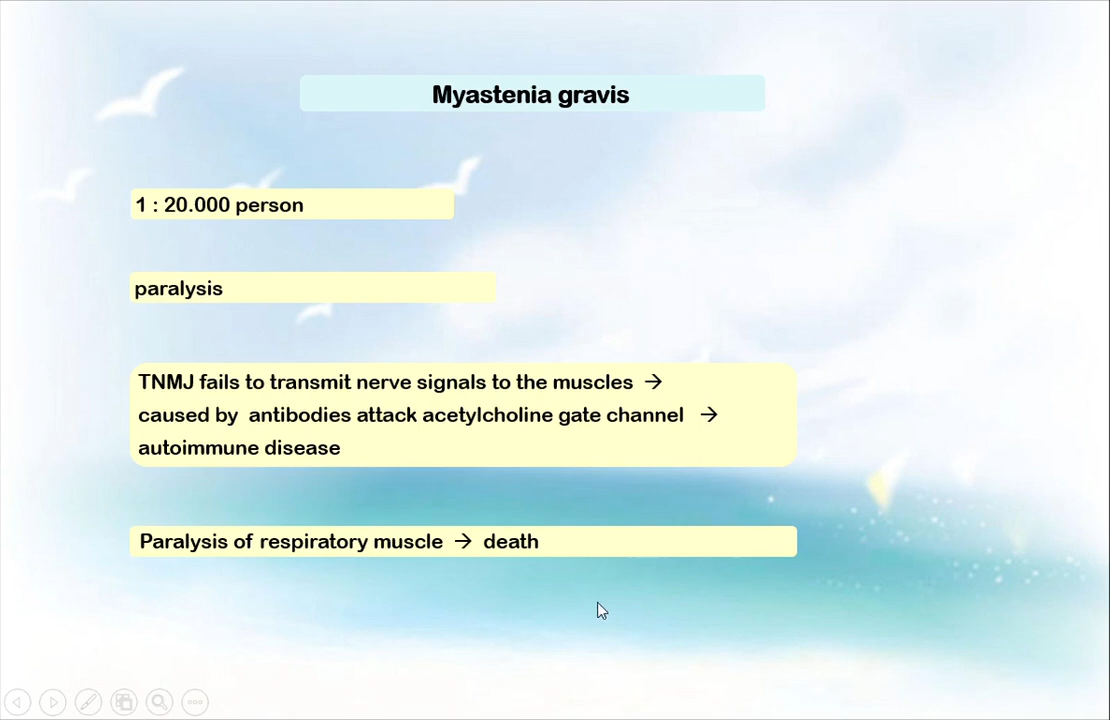 Myastenia gravis
1 : 20.000 person
paralysis
TNMJ fails to transmit nerve signals to the muscles →
caused by antibodies attack acetylcholine gate channel →
autoimmune disease
Paralysis of respiratory muscle → death